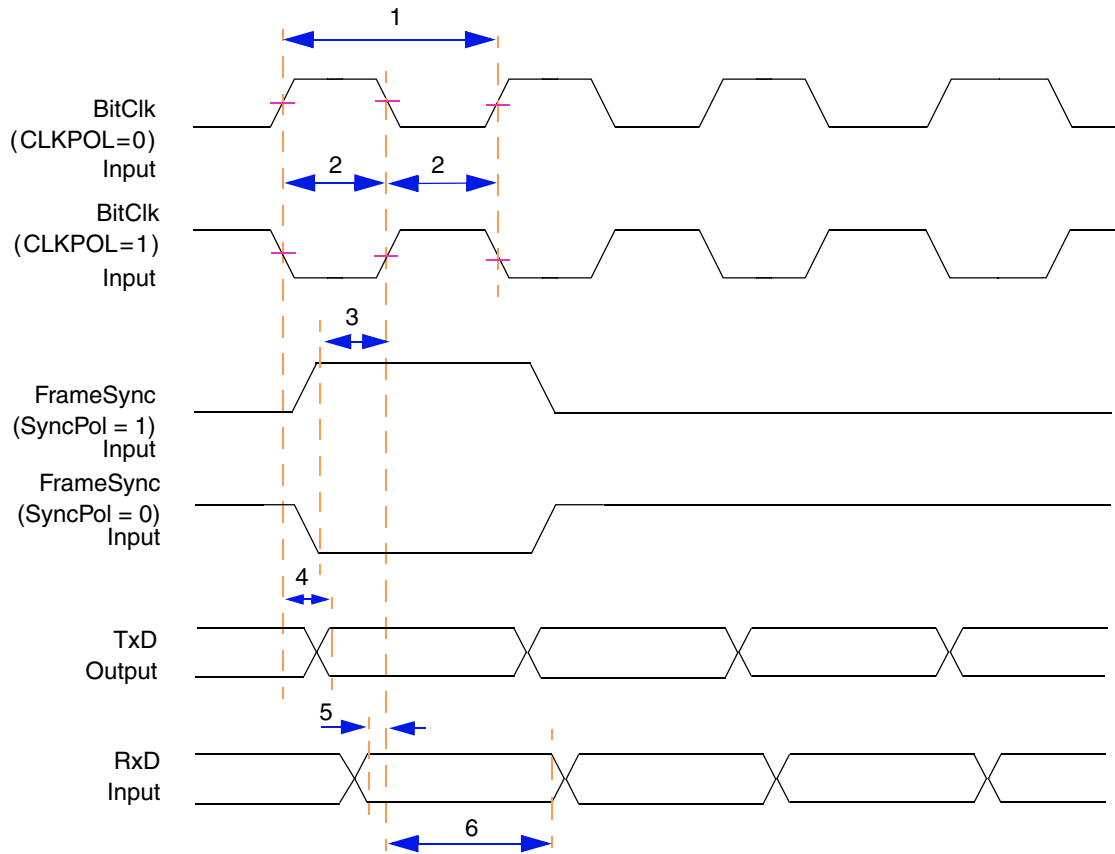 1
BitClk
(CLKPOL=0)
Input
2
2
BitClk
(CLKPOL=1)
Input
3
FrameSync
(SyncPol = 1)
Input
FrameSync
(SyncPol = 0)
Input
4
TxD
Output
5
RxD
Input
6